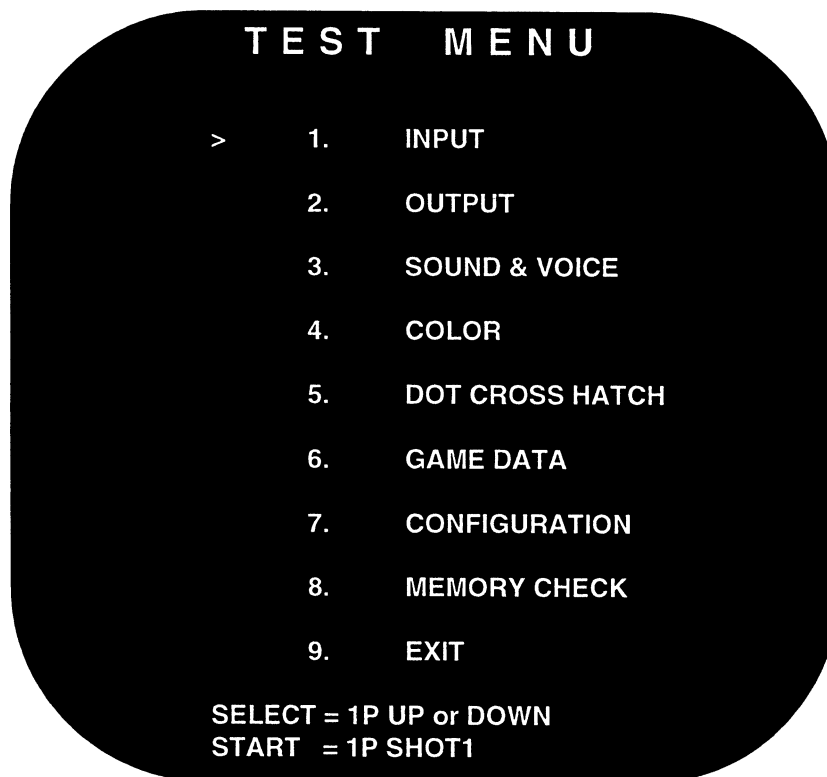 TEST MENU
> 1. INPUT
2. OUTPUT
3. SOUND & VOICE
4. COLOR
5. DOT CROSS HATCH
6. GAME DATA
7. CONFIGURATION
8. MEMORY CHECK
9. EXIT
SELECT = 1P UP or DOWN
START = 1P SHOT1